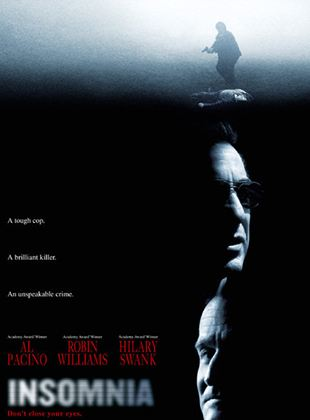 A tough cop.
A brilliant killer.
An unspeakable crime.
Academy Award Winner Academy Award Winner Academy Award Winner
AL ROBIN HILARY
PACINO WILLIAMS SWANK
INSOMNIA
Don't close your eyes.